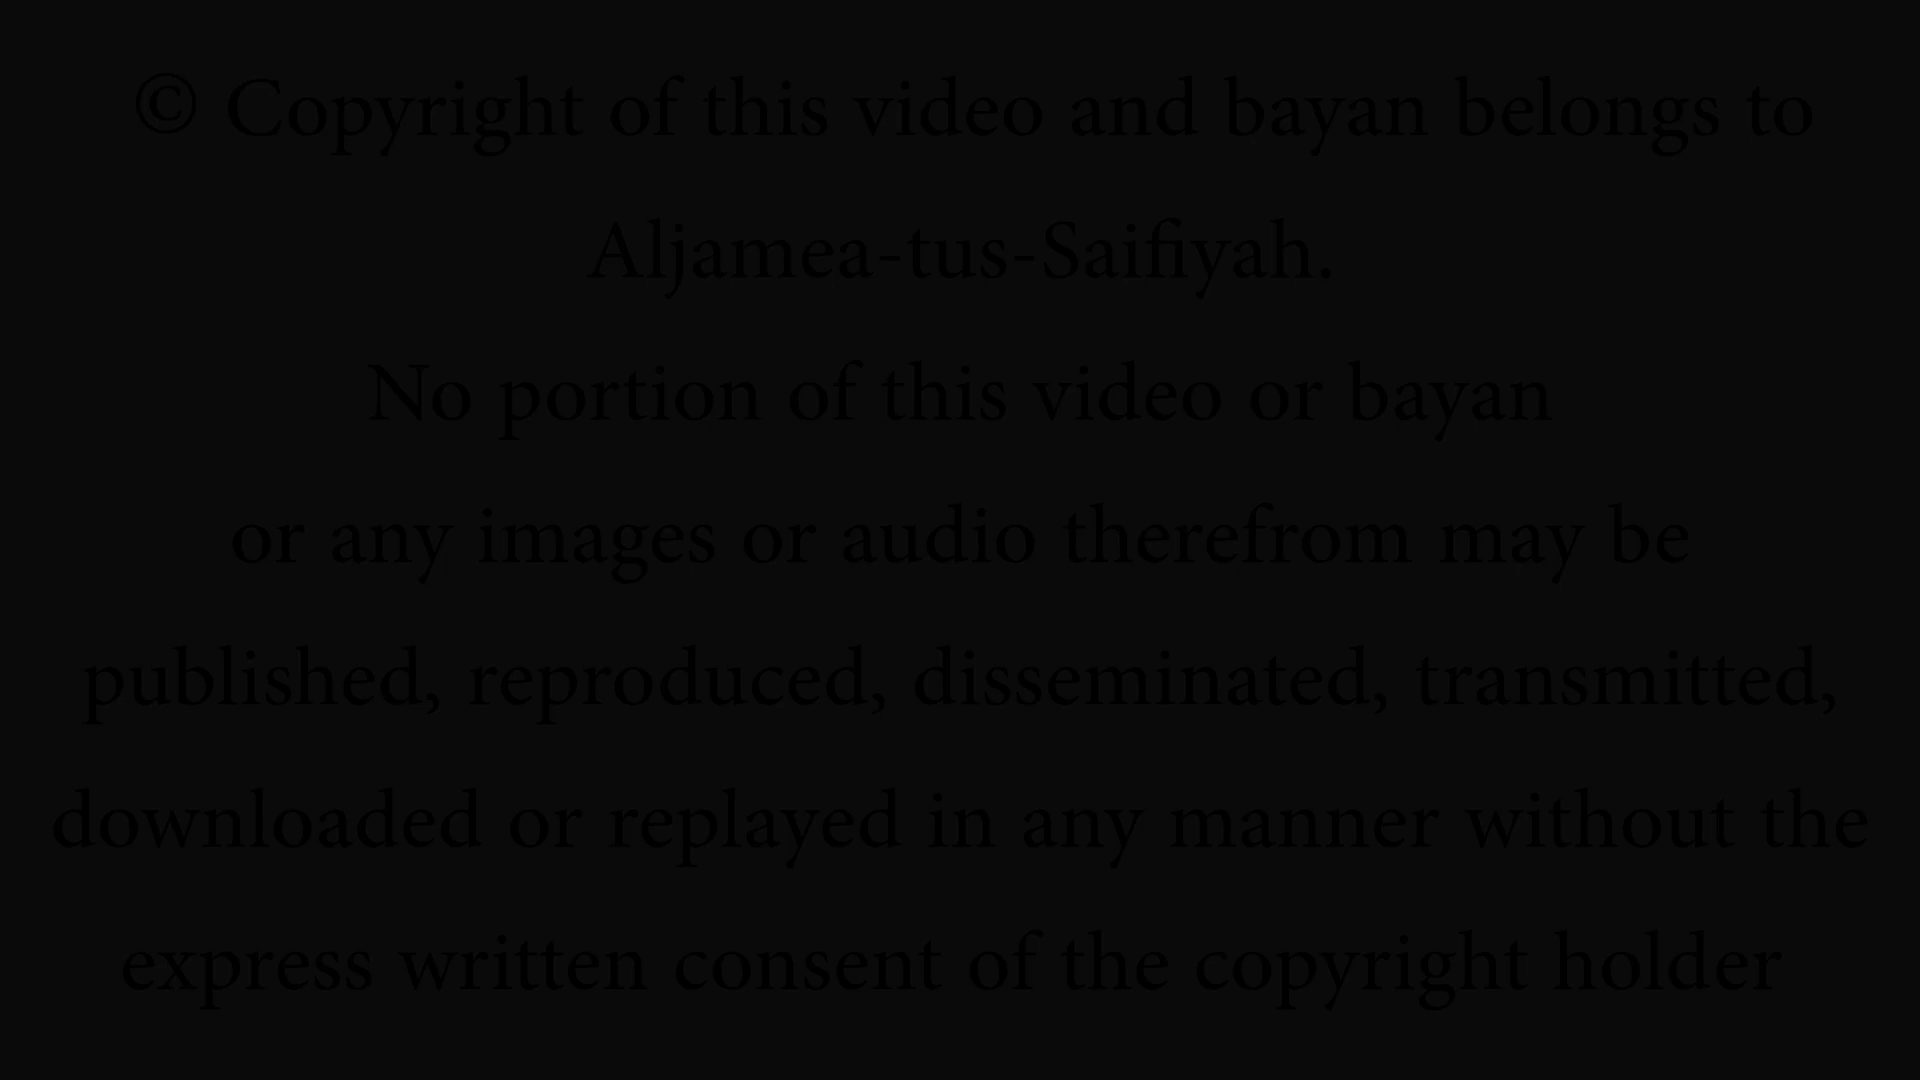 © Copyright of this video and bayan belongs to
Aljamea-tus-Saifiyah.
No portion of this video or bayan
or any images or audio therefrom may be
published, reproduced, disseminated, transmitted,
downloaded or replayed in any manner without the
express written consent of the copyright holder